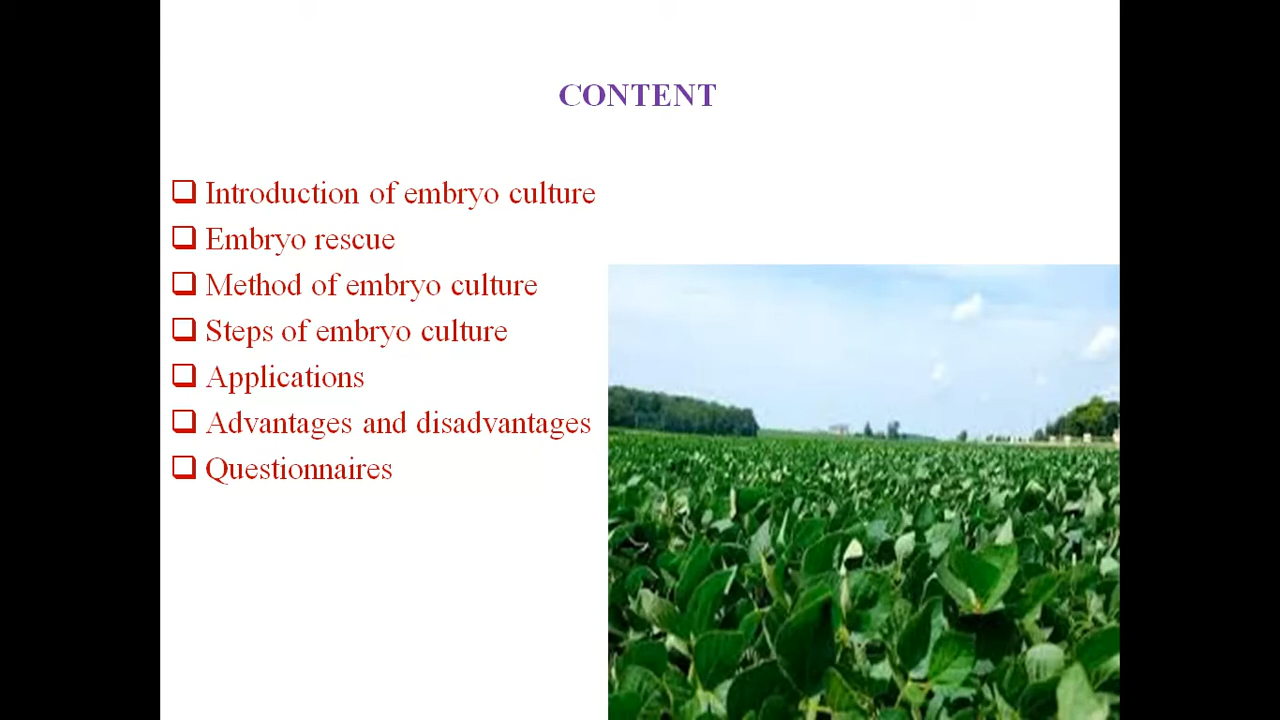 CONTENT
Introduction of embryo culture
Embryo rescue
Method of embryo culture
Steps of embryo culture
Applications
Advantages and disadvantages
Questionnaires